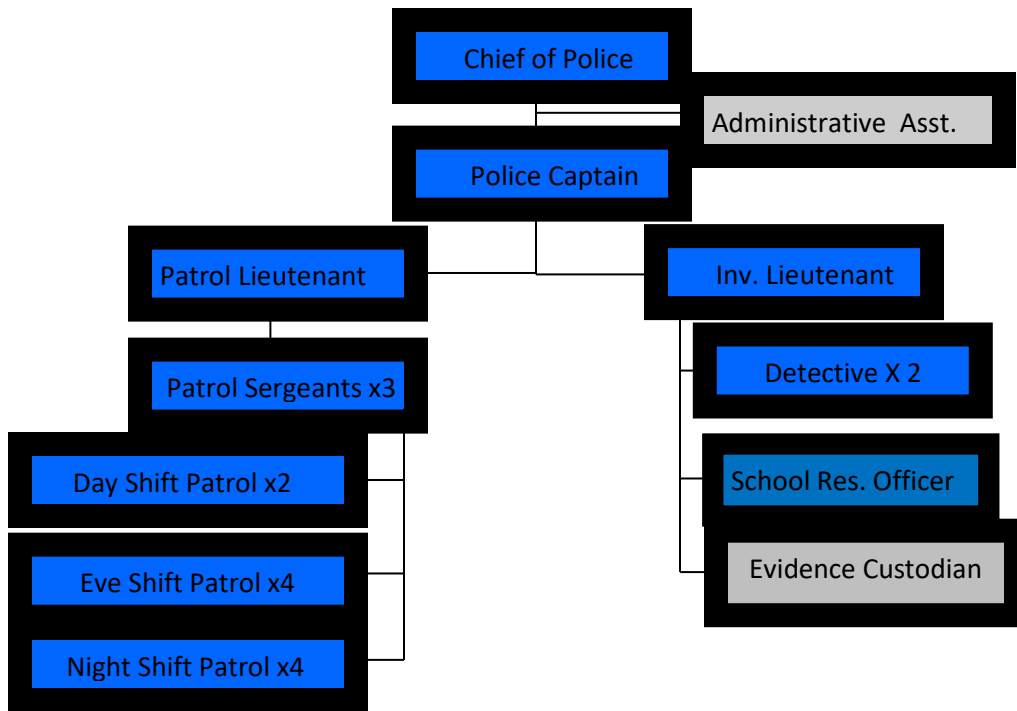 Chief of Police
Administrative Asst.
Police Captain
Patrol Lieutenant
Inv. Lieutenant
Patrol Sergeants x3
Detective X 2
Day Shift Patrol x2
School Res. Officer
Eve Shift Patrol x4
Evidence Custodian
Night Shift Patrol x4